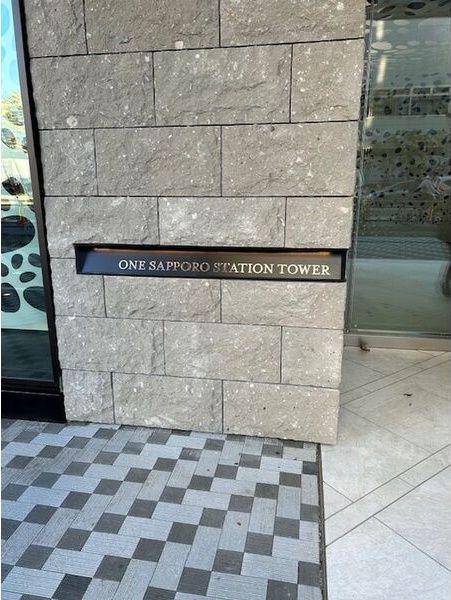 ONE SAPPORO STATION TOWER